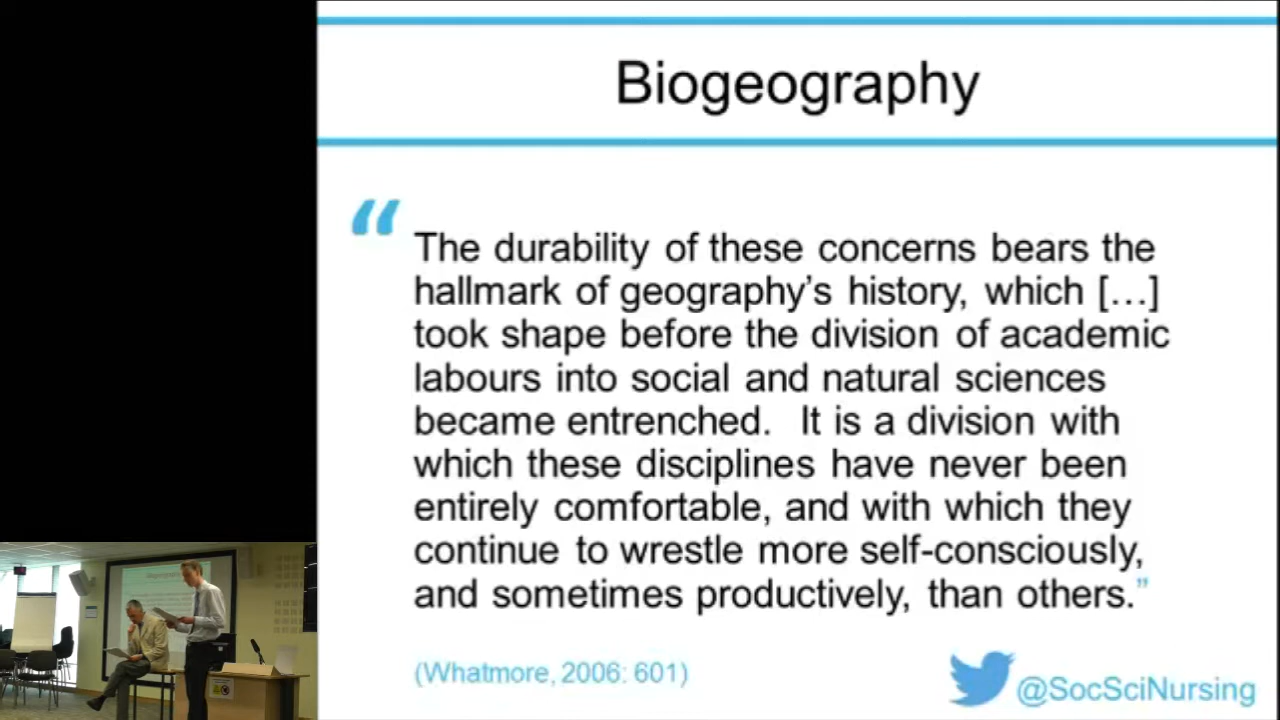 Biogeography
“
The durability of these concerns bears the
hallmark of geography’s history, which […]
took shape before the division of academic
labours into social and natural sciences
became entrenched.  It is a division with
which these disciplines have never been
entirely comfortable, and with which they
continue to wrestle more self-consciously,
and sometimes productively, than others.”
(Whatmore, 2006: 601)
@SocSciNursing